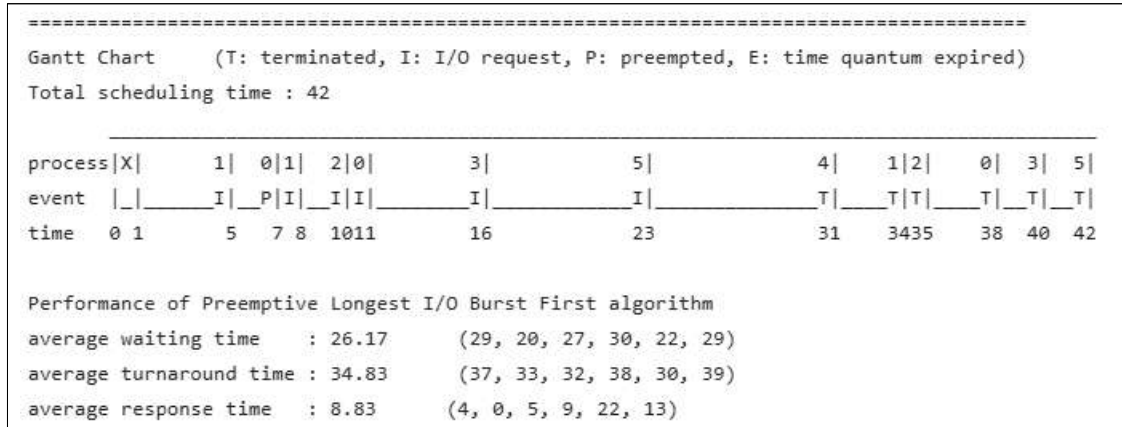 =====================================================================================
Gantt Chart     (T: terminated, I: I/O request, P: preempted, E: time quantum expired)
Total scheduling time : 42
process|X|      1|  0|1|  2|0|        3|            5|               4|    1|2|    0|  3|  5|
event  |_|______I|__P|I|__I|I|________I|____________I|_______________T|____T|T|____T|__T|__T|
time   0 1      5   7 8  1011        16            23               31   3435    38  40  42
Performance of Preemptive Longest I/O Burst First algorithm
average waiting time    : 26.17      (29, 20, 27, 30, 22, 29)
average turnaround time : 34.83      (37, 33, 32, 38, 30, 39)
average response time   : 8.83     (4, 0, 5, 9, 22, 13)